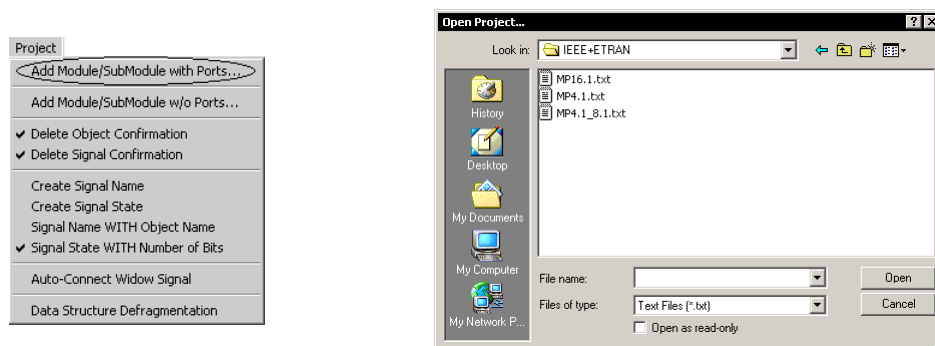 Project
Add Module/SubModule with Ports...
Add Module/SubModule w/o Ports...
Delete Object Confirmation
Delete Signal Confirmation
Create Signal Name
Create Signal State
Signal Name WITH Object Name
Signal State WITH Number of Bits
Auto-Connect Widow Signal
Data Structure Defragmentation
Open Project...
Look in: IEEE+ETRAN
History
Desktop
My Documents
My Computer
My Network P...
MP16.1.txt
MP4.1.txt
MP4.1_8.1.txt
File name:
Open
Files of type: Text Files (*.txt)
Cancel
Open as read-only